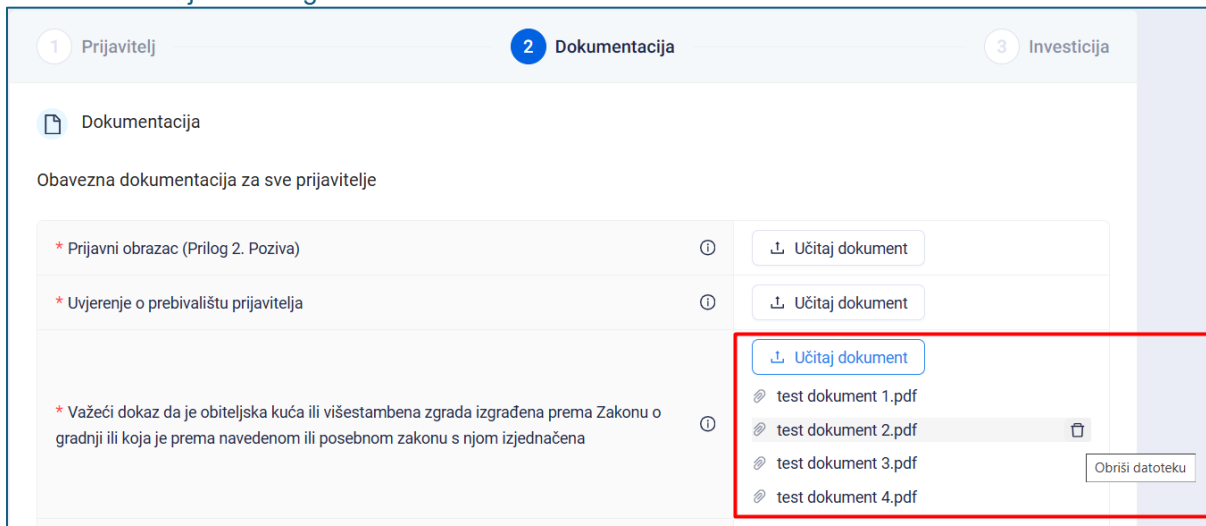 1 Prijavitelj
2 Dokumentacija
3 Investicija
Dokumentacija
Obavezna dokumentacija za sve prijavitelje
* Prijavni obrazac (Prilog 2. Poziva)
Učitaj dokument
* Uvjerenje o prebivalištu prijavitelja
Učitaj dokument
* Važeći dokaz da je obiteljska kuća ili višestambena zgrada izgrađena prema Zakonu o
gradnji ili koja je prema navedenom ili posebnom zakonu s njom izjednačena
Učitaj dokument
test dokument 1.pdf
test dokument 2.pdf
test dokument 3.pdf
Obriši datoteku
test dokument 4.pdf